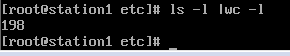 [root@station1 etc]# ls -l |wc -l
198
[root@station1 etc]#